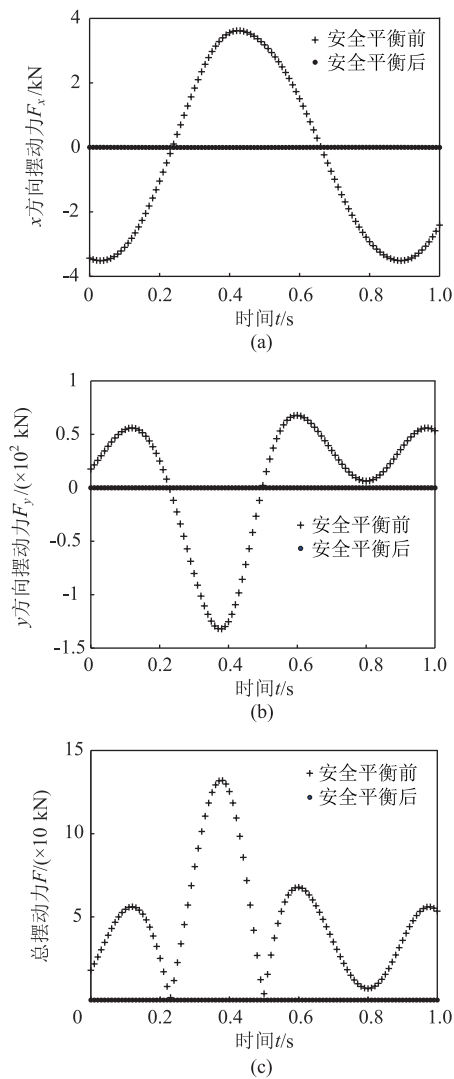 4
2
0
-2
4
x方向摆动力Fx/kN
+ 安全平衡前
• 安全平衡后
0 0.2 0.4 0.6 0.8 1.0
时间t/s
(a)
1
0.5
0
-0.5
-1
-1.5
y方向摆动力Fy/(×10² kN)
+ 安全平衡前
• 安全平衡后
0 0.2 0.4 0.6 0.8 1.0
时间t/s
(b)
15
10
5
总摆动力F/(×10 kN)
+ 安全平衡前
• 安全平衡后
0 0.2 0.4 0.6 0.8 1.0
时间t/s
(c)